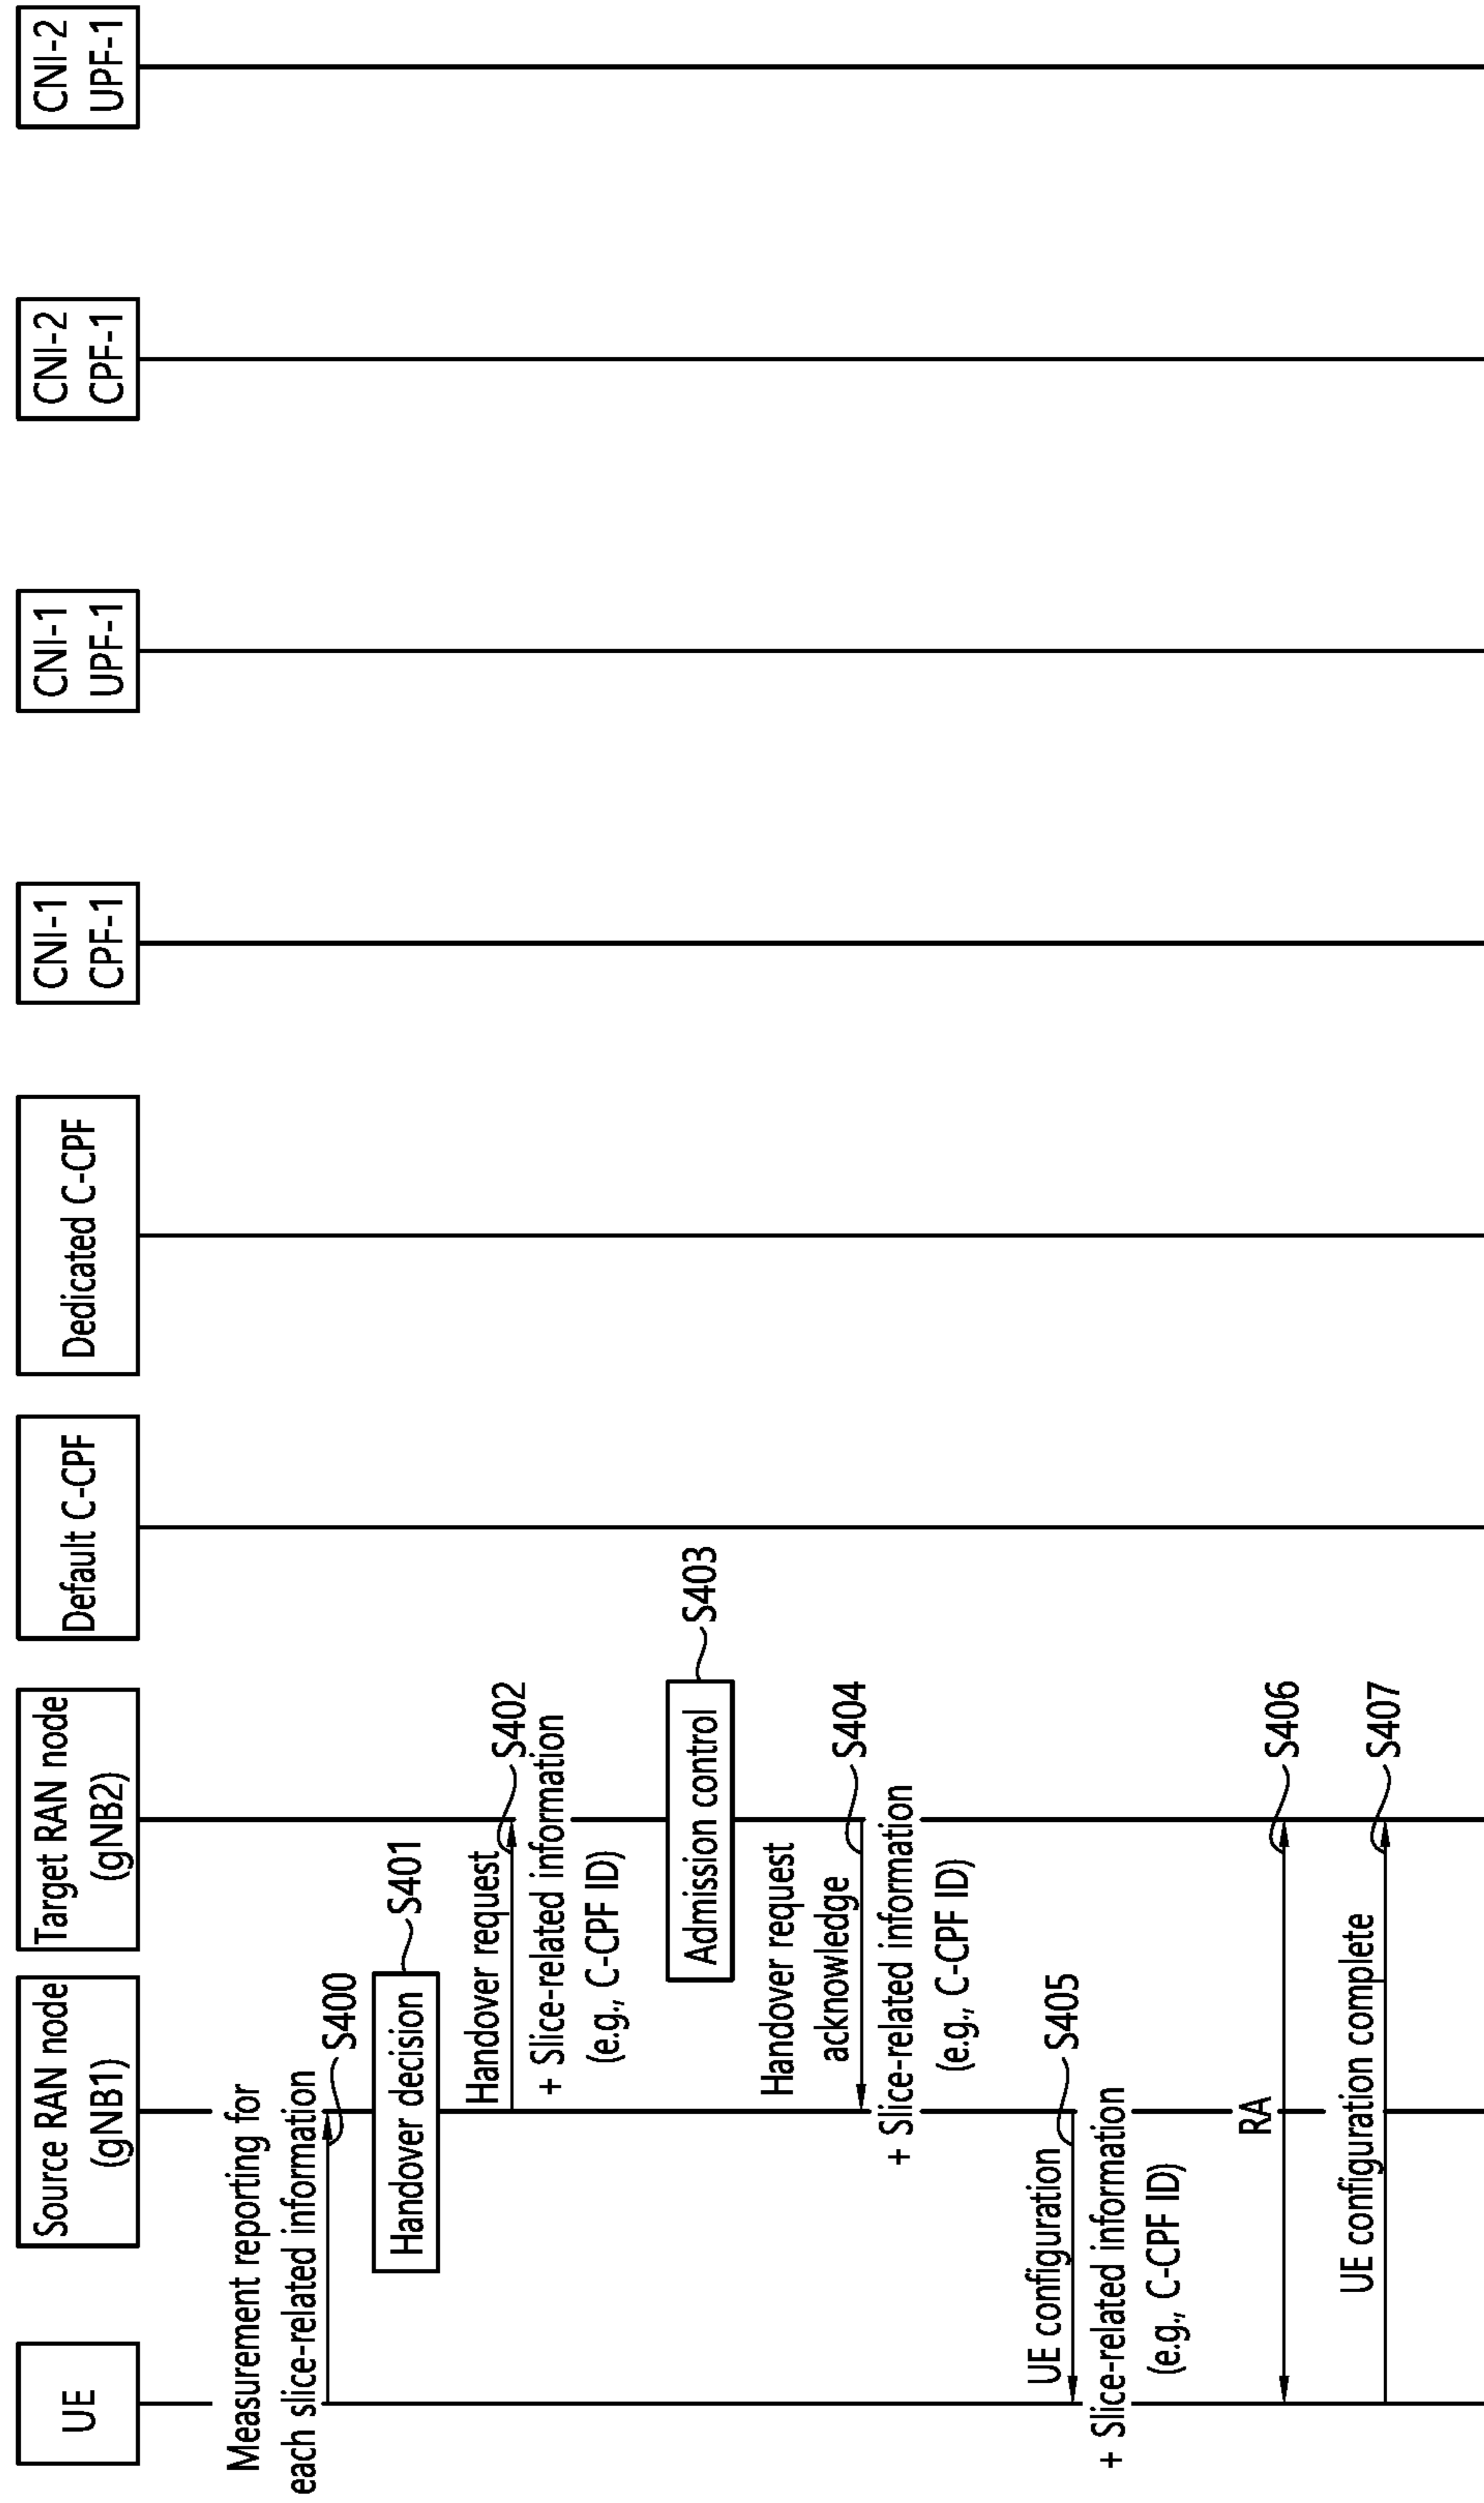 UE
Source RAN node
(gNB1)
Target RAN node
(gNB2)
Default C-CPF
Dedicated C-CPF
CNI-1
CPF-1
CNI-1
UPF-1
CNI-2
CPF-1
CNI-2
UPF-1
Measurement reporting for
each slice-related information
S400
Handover decision
S401
Handover request
S402
+ Slice-related information
(e.g., C-CPF ID)
Admission control
S403
Handover request
acknowledge
S404
+ Slice-related information
(e.g., C-CPF ID)
UE configuration
S405
+ Slice-related information
(e.g., C-CPF ID)
RA
S406
UE configuration complete
S407